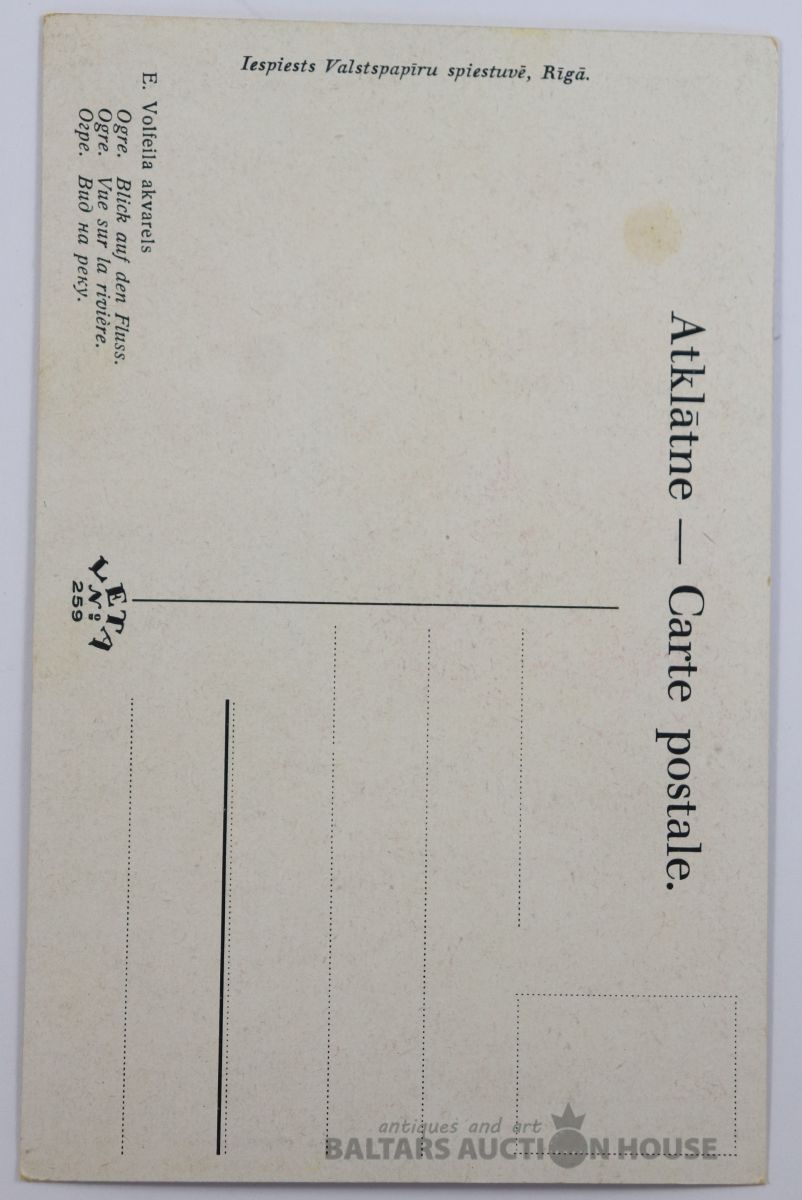 Iespiests Valstspapīru spiestuvē, Rīgā.
Atklātne — Carte postale.
E. Volfeila akvarels
Ogre. Blick auf den Fluss.
Ogre. Vue sur la rivière.
Огре. Вид на реку.
VETA
№
259
antiques and art
BALTARS AUCTION HOUSE